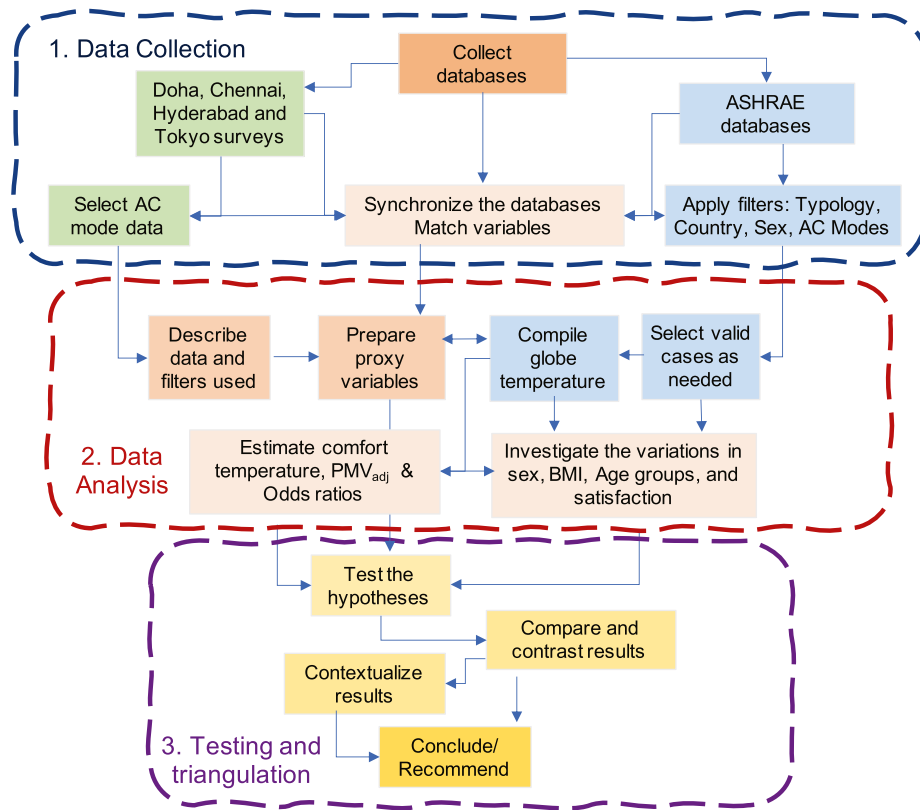 1. Data Collection
Collect
databases
Doha, Chennai,
Hyderabad and
Tokyo surveys
ASHRAE
databases
Select AC
mode data
Synchronize the databases
Match variables
Apply filters: Typology,
Country, Sex, AC Modes
Describe
data and
filters used
Prepare
proxy
variables
Compile
globe
temperature
Select valid
cases as
needed
2. Data
Analysis
Estimate comfort
temperature, PMVadj & 
Odds ratios
Investigate the variations in
sex, BMI, Age groups, and
satisfaction
Test the
hypotheses
Compare and
contrast results
Contextualize
results
Conclude/
Recommend
3. Testing and
triangulation